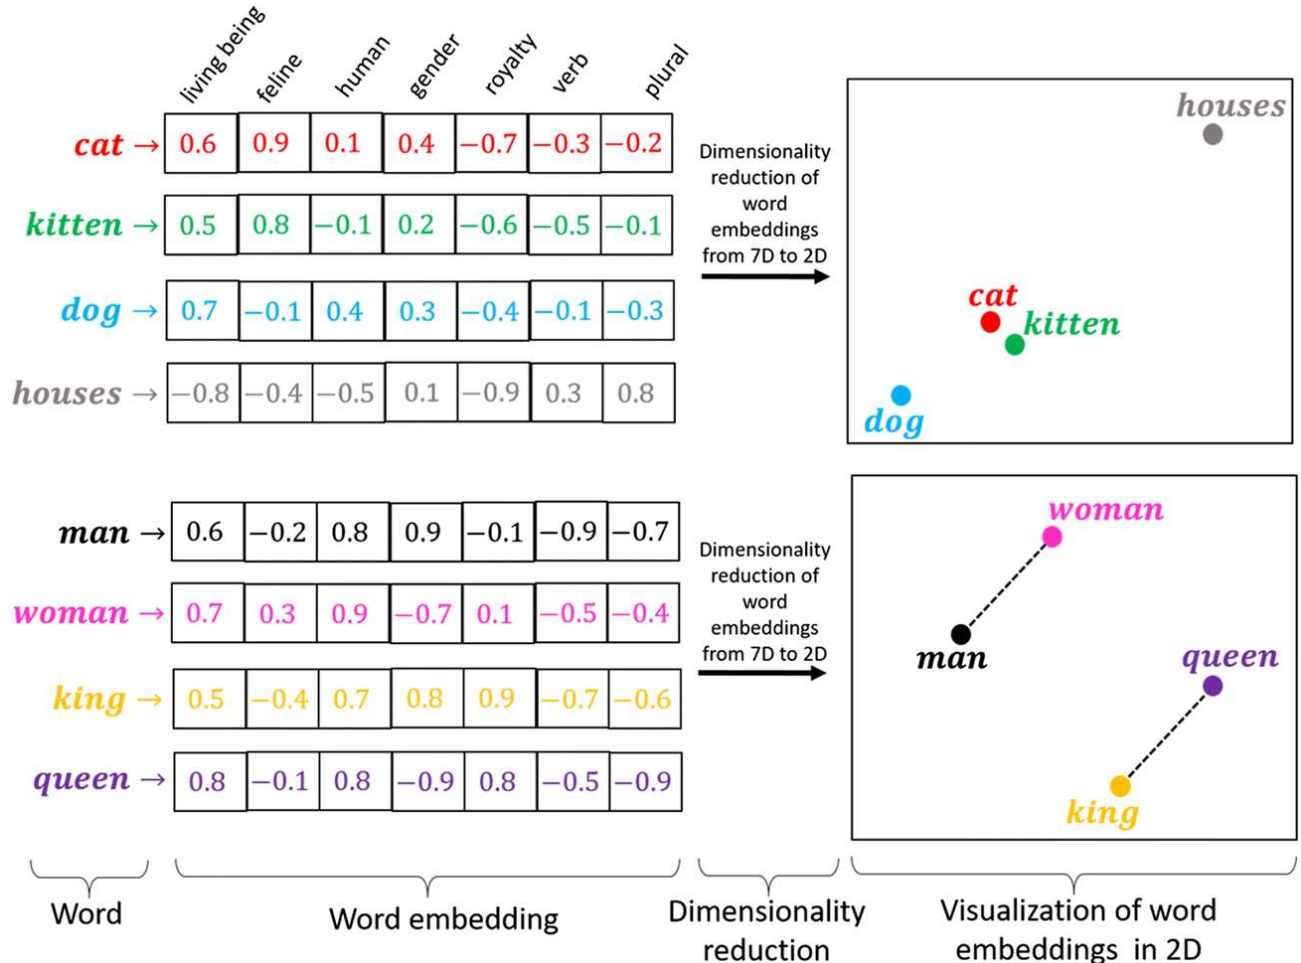 living being feline human gender royalty verb plural
cat → 0.6 0.9 0.1 0.4 −0.7 −0.3 −0.2
kitten → 0.5 0.8 −0.1 0.2 −0.6 −0.5 −0.1
dog → 0.7 −0.1 0.4 0.3 −0.4 −0.1 −0.3
houses → −0.8 −0.4 −0.5 0.1 −0.9 0.3 0.8
Dimensionality
reduction of
word
embeddings
from 7D to 2D
houses
cat
kitten
dog
man → 0.6 −0.2 0.8 0.9 −0.1 −0.9 −0.7
woman → 0.7 0.3 0.9 −0.7 0.1 −0.5 −0.4
king → 0.5 −0.4 0.7 0.8 0.9 −0.7 −0.6
queen → 0.8 −0.1 0.8 −0.9 0.8 −0.5 −0.9
Dimensionality
reduction of
word
embeddings
from 7D to 2D
woman
man
queen
king
Word
Word embedding
Dimensionality
reduction
Visualization of word
embeddings in 2D